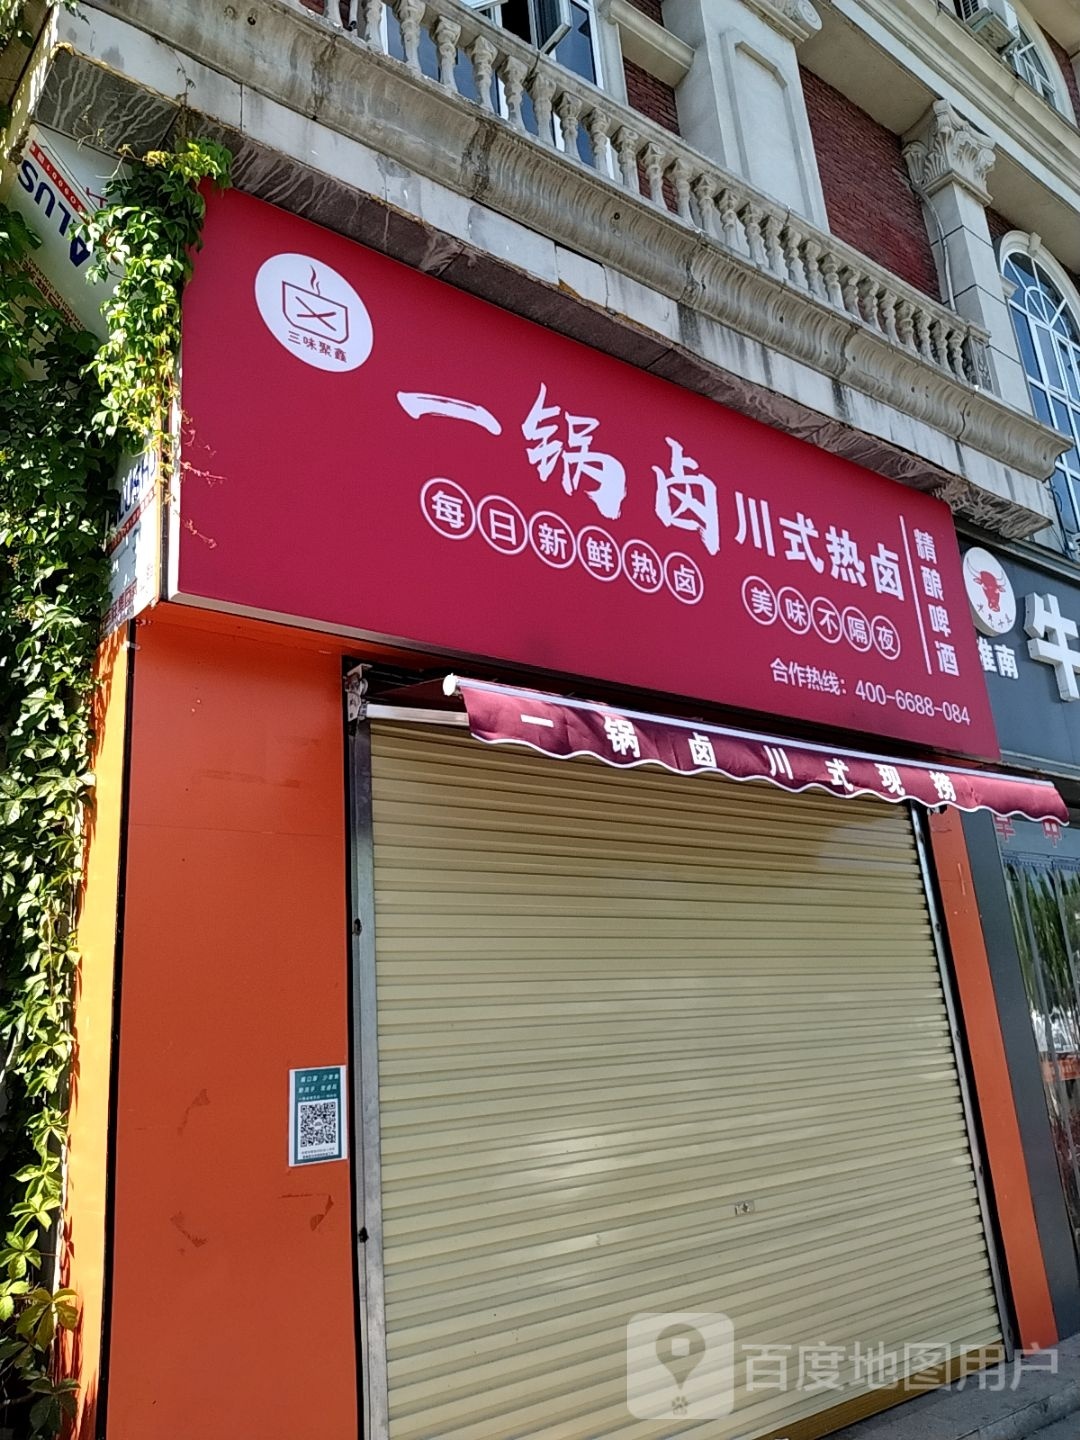 ALUS
三味聚鑫
一锅卤
川式热卤
精酿啤酒
每日新鲜热卤
美味不隔夜
合作热线：400-6688-084
一锅卤川式现捞
淮南
牛
百度地图用户